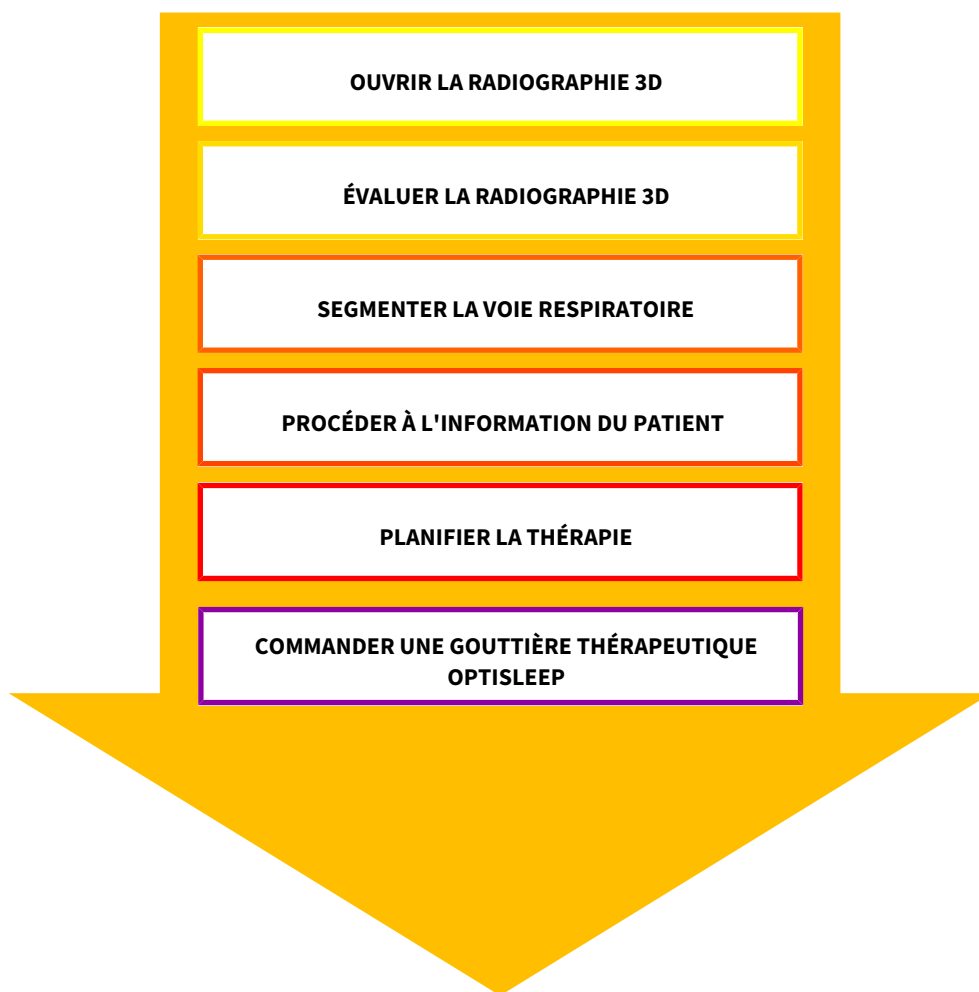 OUVRIR LA RADIOGRAPHIE 3D
ÉVALUER LA RADIOGRAPHIE 3D
SEGMENTER LA VOIE RESPIRATOIRE
PROCÉDER À L'INFORMATION DU PATIENT
PLANIFIER LA THÉRAPIE
COMMANDER UNE GOUTTIÈRE THÉRAPEUTIQUE
OPTISLEEP